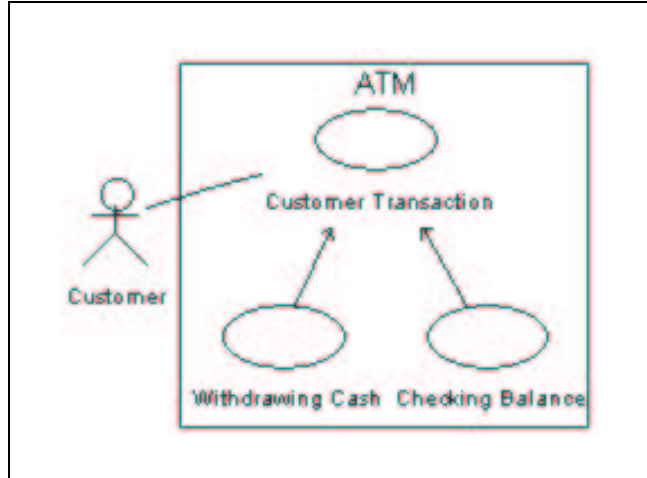 ATM
Customer Transaction
Customer
Withdrawing Cash
Checking Balance